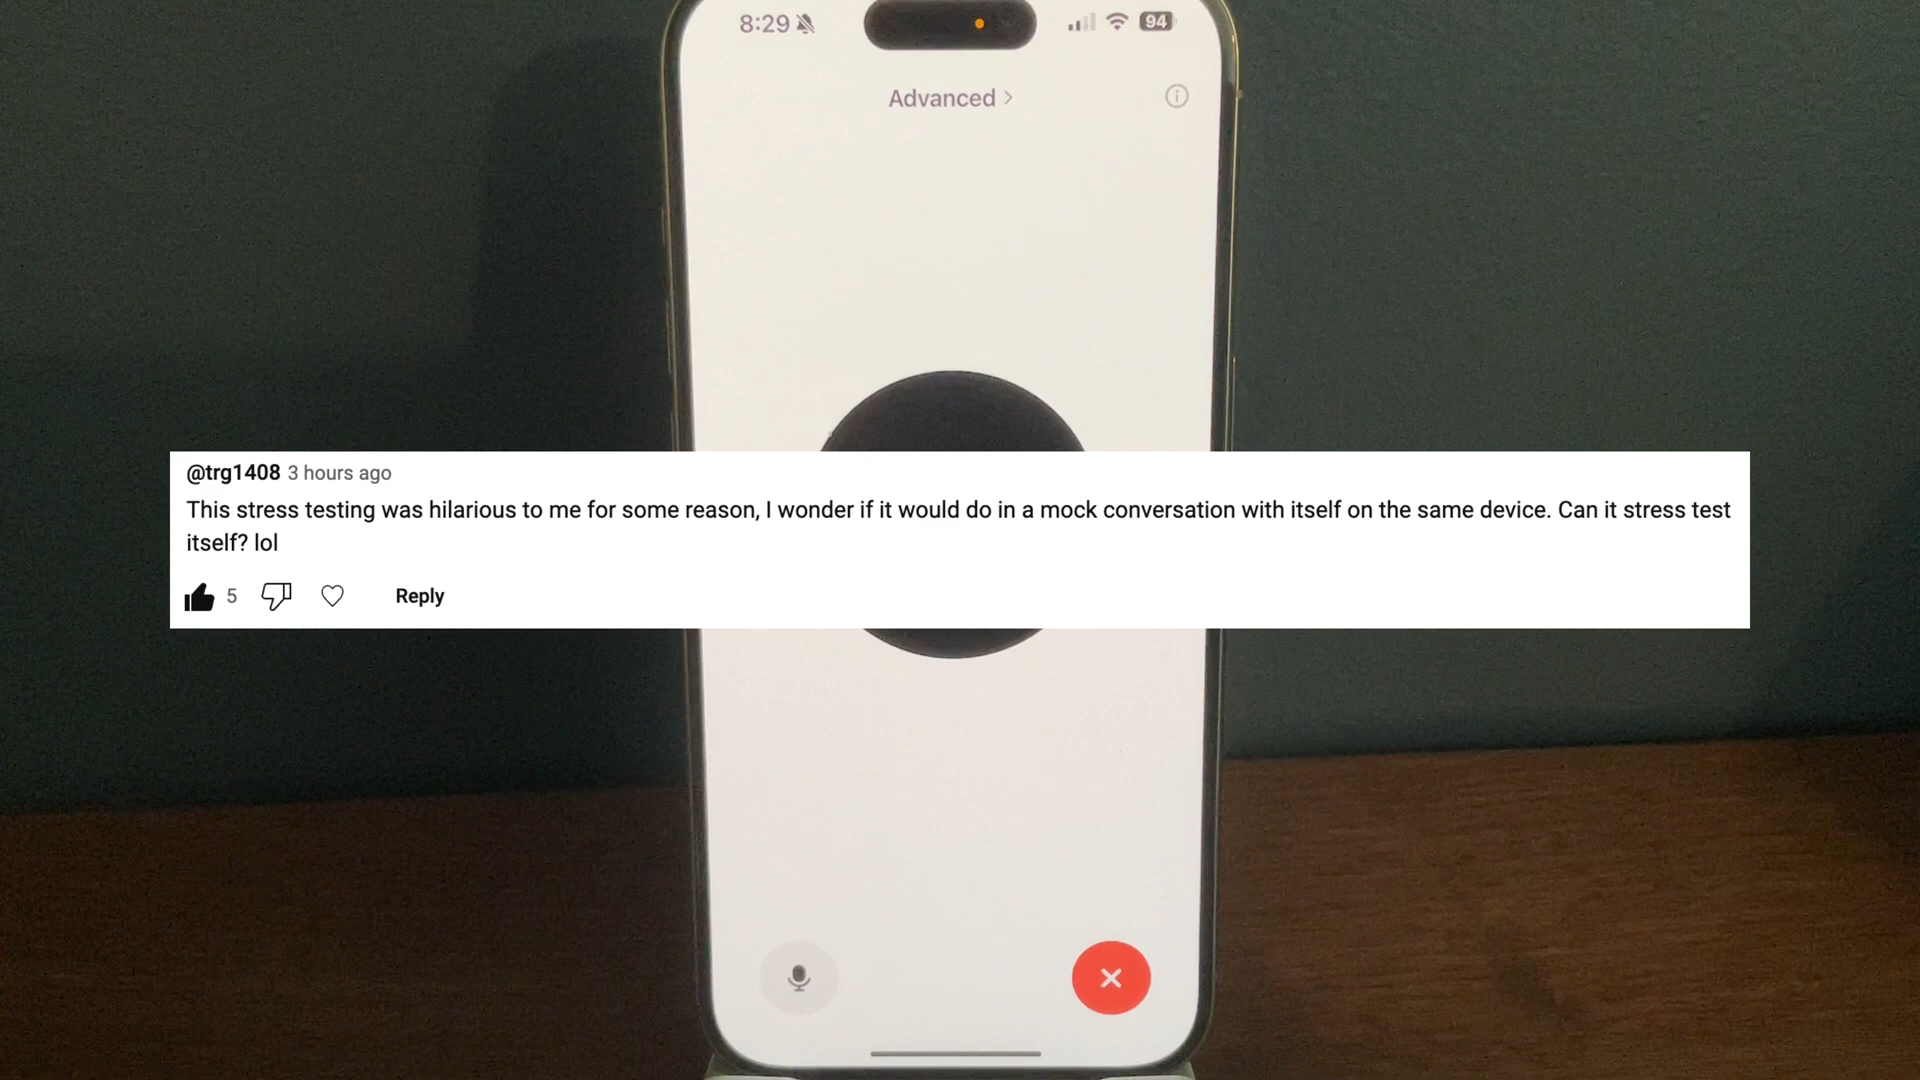 8:29
94
Advanced >
@trg1408 3 hours ago
This stress testing was hilarious to me for some reason, I wonder if it would do in a mock conversation with itself on the same device. Can it stress test
itself? lol
5
Reply